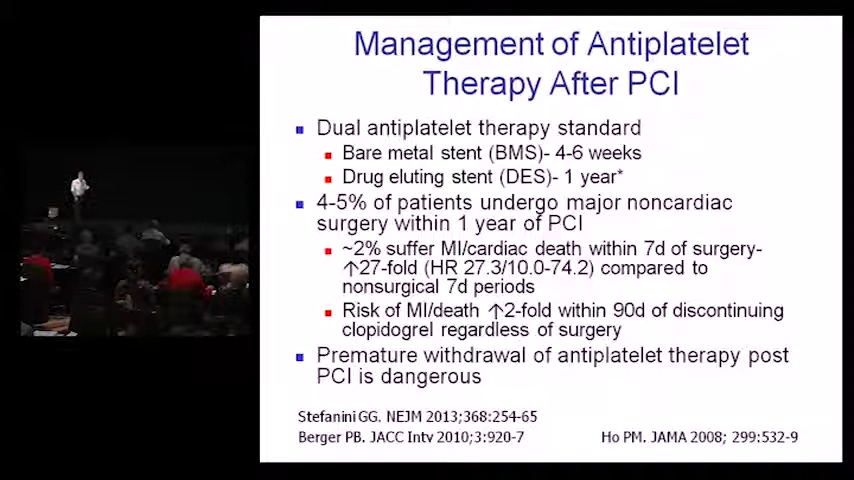 Management of Antiplatelet
Therapy After PCI
Dual antiplatelet therapy standard
Bare metal stent (BMS)- 4-6 weeks
Drug eluting stent (DES)- 1 year*
4-5% of patients undergo major noncardiac
surgery within 1 year of PCI
~2% suffer MI/cardiac death within 7d of surgery-
↑27-fold (HR 27.3/10.0-74.2) compared to
nonsurgical 7d periods
Risk of MI/death ↑2-fold within 90d of discontinuing
clopidogrel regardless of surgery
Premature withdrawal of antiplatelet therapy post
PCI is dangerous
Stefanini GG. NEJM 2013;368:254-65
Berger PB. JACC Intv 2010;3:920-7
Ho PM. JAMA 2008; 299:532-9